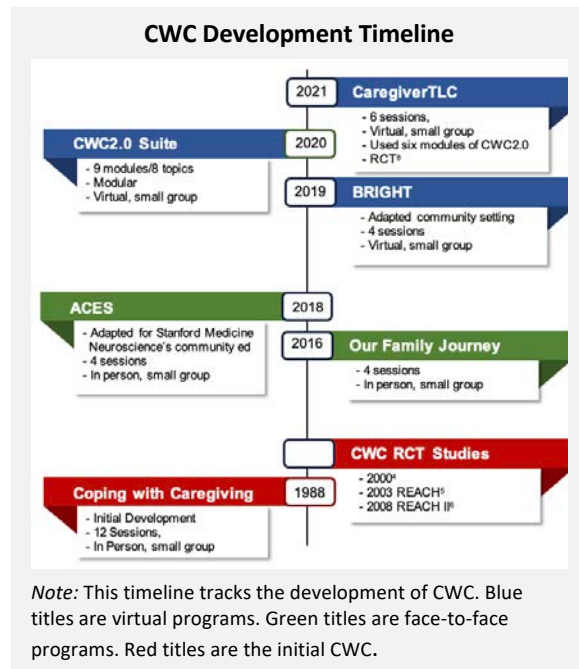 CWC Development Timeline
2021
CaregiverTLC
- 6 sessions,
- Virtual, small group
- Used six modules of CWC2.0
- RCT⁸
CWC2.0 Suite
2020
- 9 modules/8 topics
- Modular
- Virtual, small group
2019
BRIGHT
- Adapted community setting
- 4 sessions
- Virtual, small group
ACES
2018
- Adapted for Stanford Medicine
Neuroscience's community ed
- 4 sessions
- In person, small group
2016
Our Family Journey
- 4 sessions
- In person, small group
CWC RCT Studies
- 2000⁴
- 2003 REACH⁵
- 2008 REACH II⁶
Coping with Caregiving
1988
- Initial Development
- 12 Sessions,
- In Person, small group
Note: This timeline tracks the development of CWC. Blue
titles are virtual programs. Green titles are face-to-face
programs. Red titles are the initial CWC.